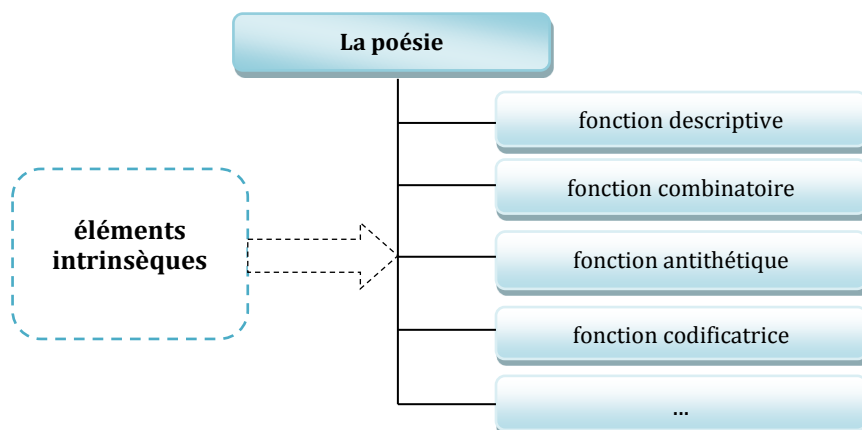 La poésie
fonction descriptive
fonction combinatoire
éléments
intrinsèques
fonction antithétique
fonction codificatrice
...